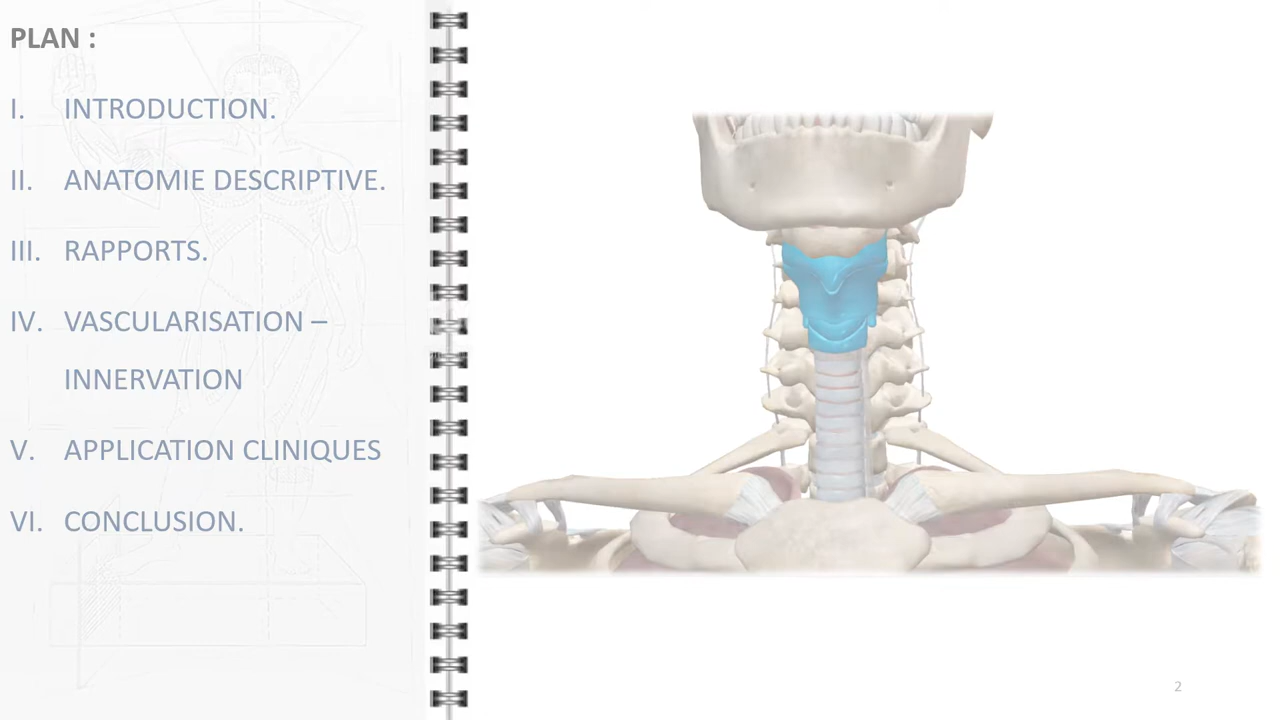 PLAN :
I. INTRODUCTION.
II. ANATOMIE DESCRIPTIVE.
III. RAPPORTS.
IV. VASCULARISATION –
INNERVATION
V. APPLICATION CLINIQUES
VI. CONCLUSION.
2